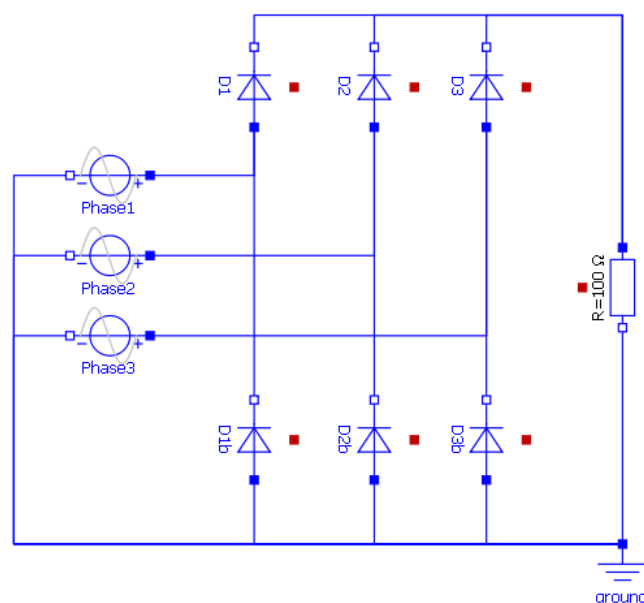 D1
D2
D3
− +
Phase1
− +
Phase2
− +
Phase3
R=100 Ω
D1b
D2b
D3b
ground